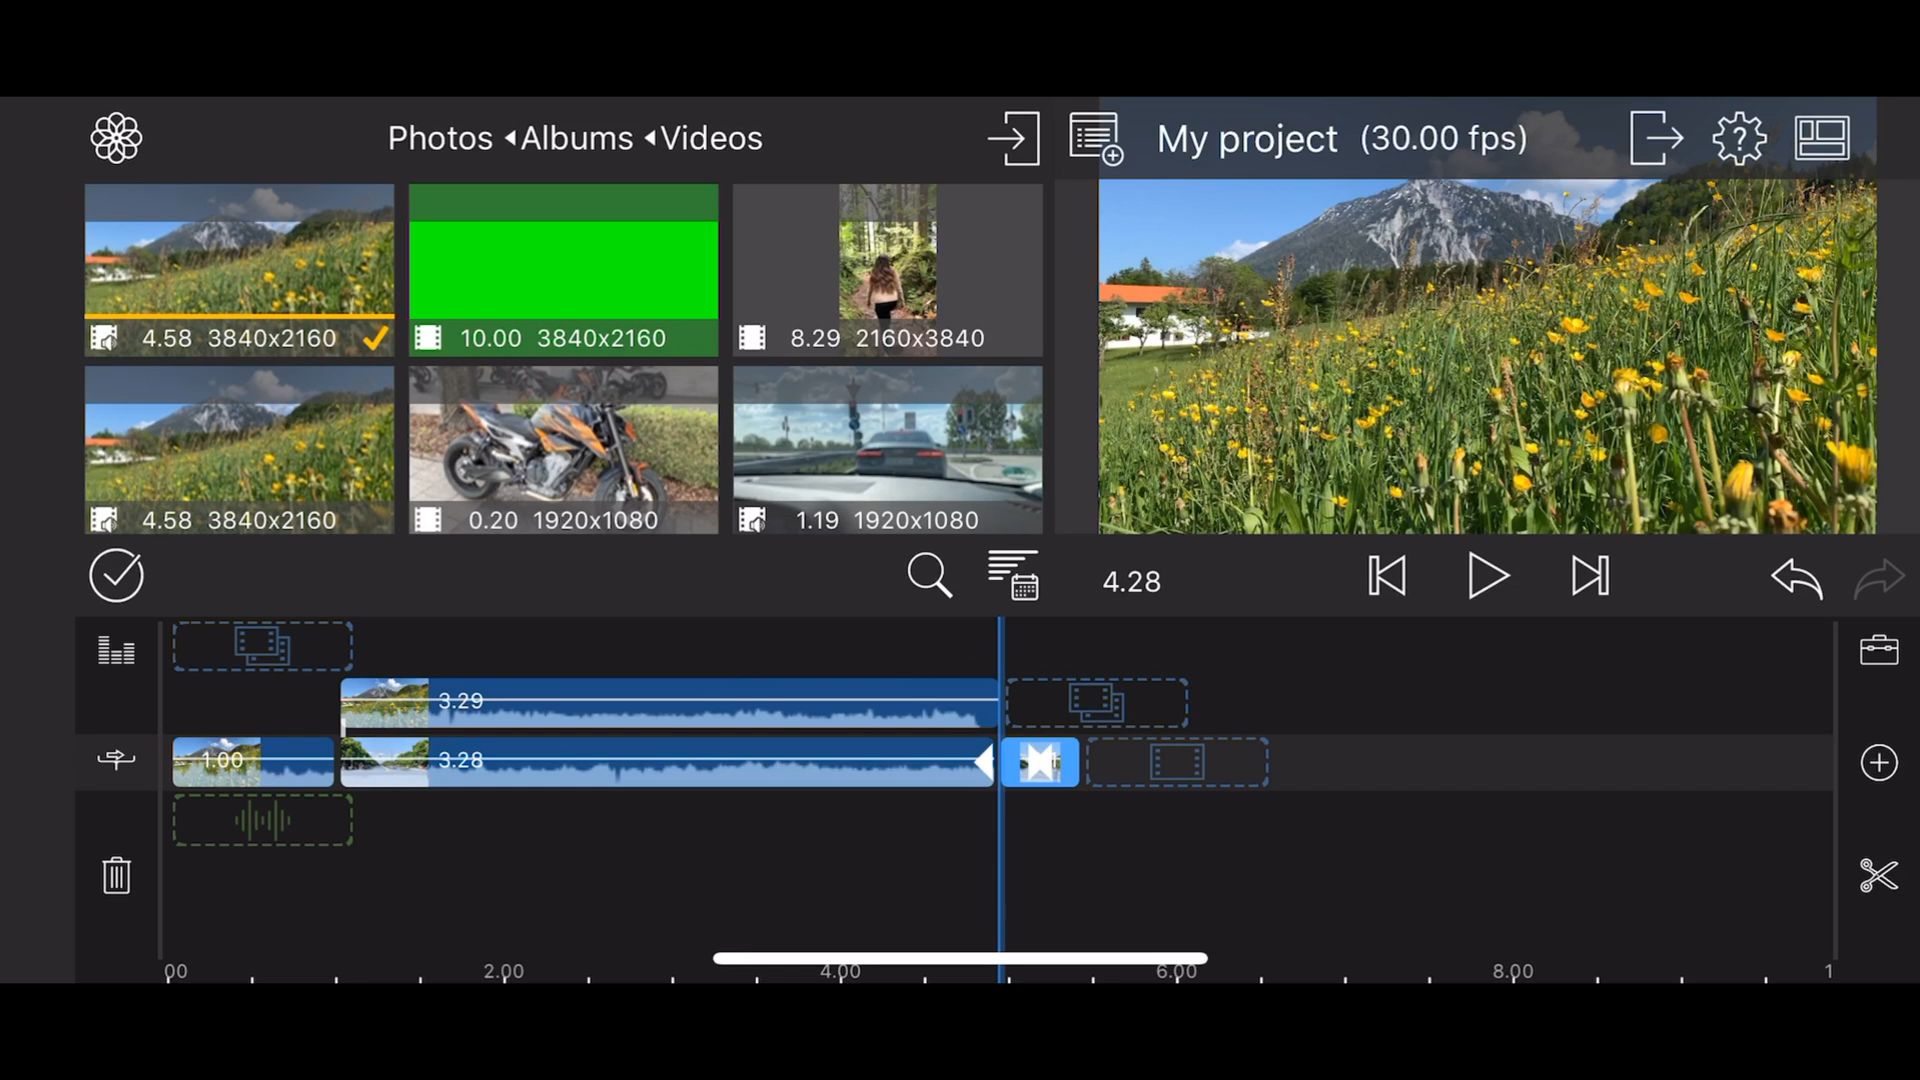 Photos ◂Albums ◂Videos
My project (30.00 fps)
4.58 3840x2160
10.00 3840x2160
8.29 2160x3840
4.58 3840x2160
0.20 1920x1080
1.19 1920x1080
4.28
3.29
1.00
3.28
00
2.00
4.00
6.00
8.00
1